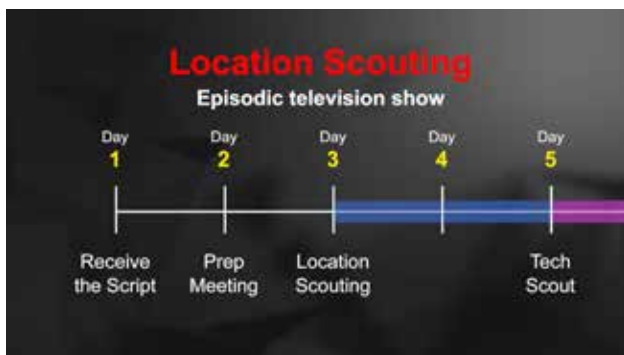 Location Scouting
Episodic television show
Day Day Day Day Day
1 2 3 4 5
Receive Prep Location Tech
the Script Meeting Scouting Scout